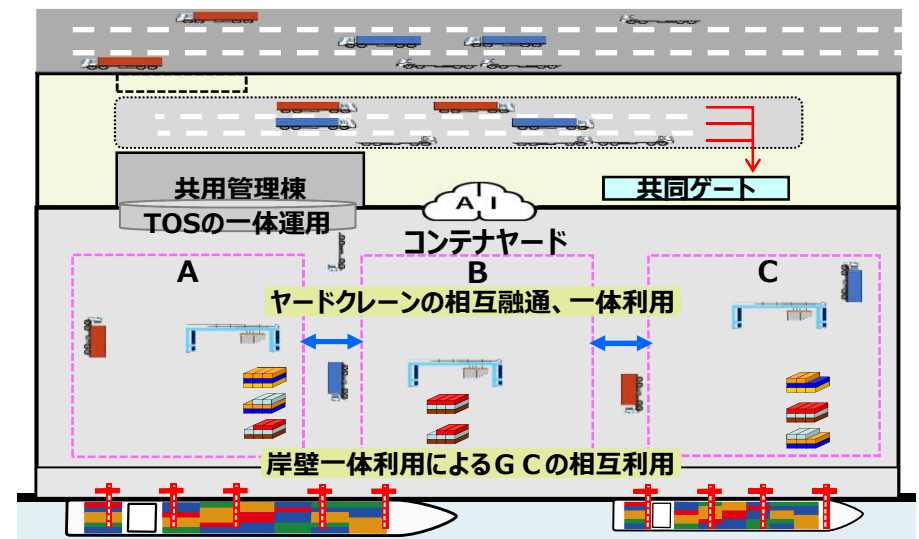 共用管理棟
共同ゲート
TOSの一体運用
AI
コンテナヤード
A
B
C
ヤードクレーンの相互融通、一体利用
岸壁一体利用によるＧＣの相互利用